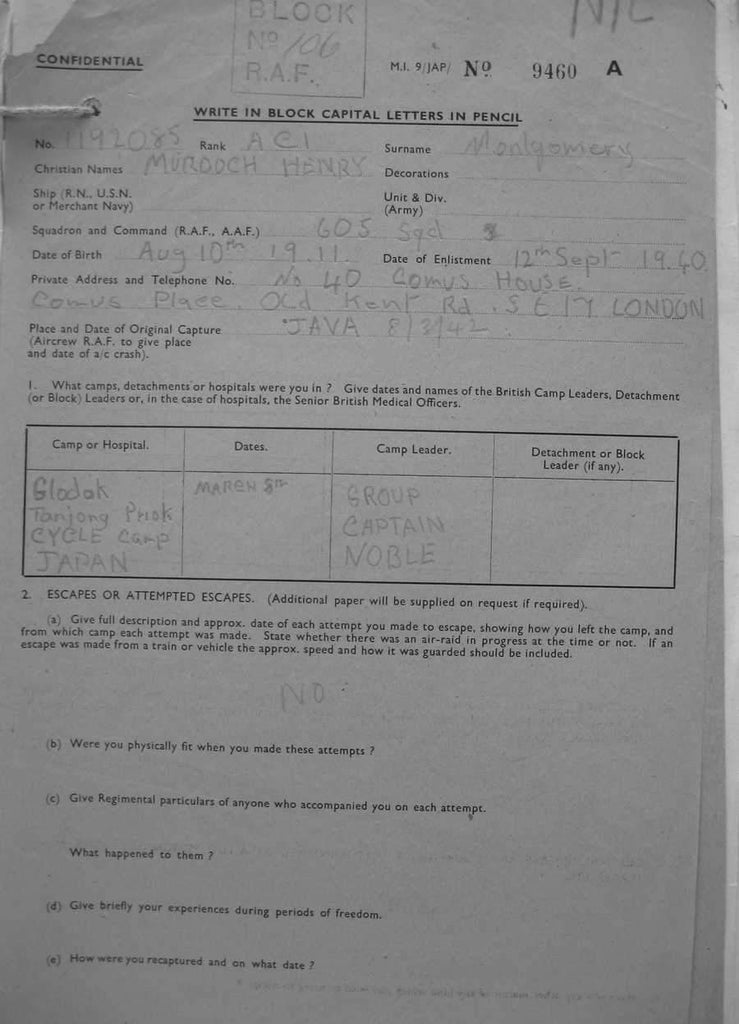 BLOCK
Nº 106
R.A.F.
NIL
CONFIDENTIAL
M.I. 9/JAP/ Nº 9460 A
WRITE IN BLOCK CAPITAL LETTERS IN PENCIL
No. 1192085 Rank AC1 Surname Montgomery
Christian Names MURDOCH HENRY Decorations
Ship (R.N., U.S.N. or Merchant Navy) Unit & Div. (Army)
Squadron and Command (R.A.F., A.A.F.) 605 Sqd
Date of Birth Aug 10th 1911 Date of Enlistment 12th Sept 1940
Private Address and Telephone No. No 40 Comus HOUSE.
Comus Place. Old Kent Rd. S E 17 LONDON
Place and Date of Original Capture JAVA 8/3/42
(Aircrew R.A.F. to give place
and date of a/c crash).
1. What camps, detachments or hospitals were you in ? Give dates and names of the British Camp Leaders, Detachment
(or Block) Leaders or, in the case of hospitals, the Senior British Medical Officers.
Camp or Hospital. Dates. Camp Leader. Detachment or Block Leader (if any).
Glodok MARCH 8TH GROUP
Tanjong Priok CAPTAIN
CYCLE Camp NOBLE
JAPAN
2. ESCAPES OR ATTEMPTED ESCAPES. (Additional paper will be supplied on request if required).
(a) Give full description and approx. date of each attempt you made to escape, showing how you left the camp, and
from which camp each attempt was made. State whether there was an air-raid in progress at the time or not. If an
escape was made from a train or vehicle the approx. speed and how it was guarded should be included.
NO
(b) Were you physically fit when you made these attempts ?
(c) Give Regimental particulars of anyone who accompanied you on each attempt.
What happened to them ?
(d) Give briefly your experiences during periods of freedom.
(e) How were you recaptured and on what date ?